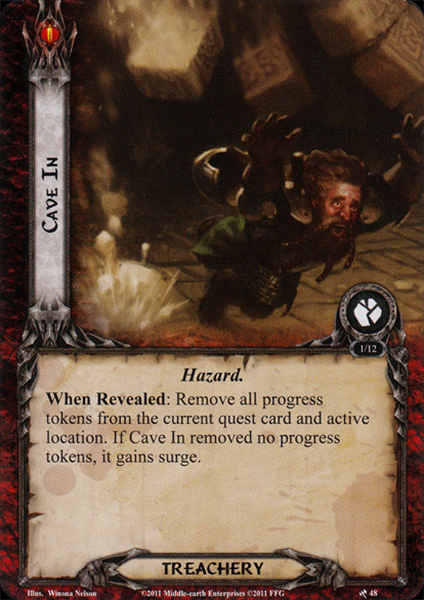 CAVE IN
1/12
Hazard.
When Revealed: Remove all progress
tokens from the current quest card and active
location. If Cave In removed no progress
tokens, it gains surge.
TREACHERY
Illus. Winona Nelson ©2011 Middle-earth Enterprises ©2011 FFG 48